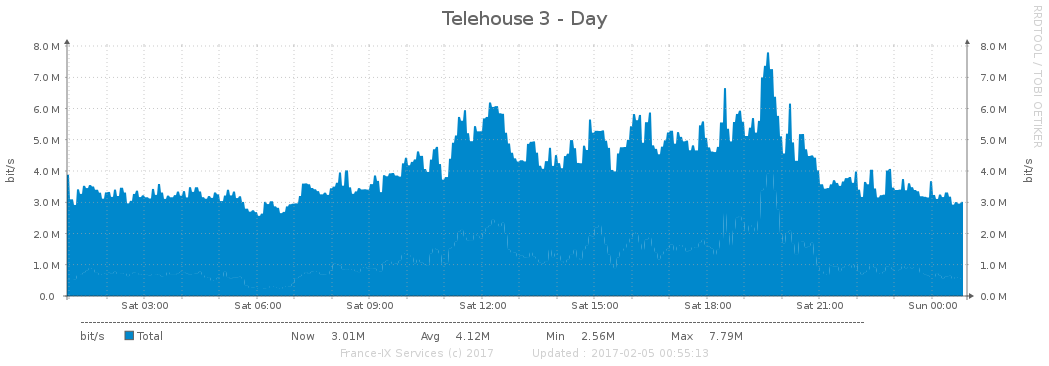 Telehouse 3 - Day
RRDTOOL / TOBI OETIKER
bit/s
bit/s
8.0 M 8.0 M
7.0 M 7.0 M
6.0 M 6.0 M
5.0 M 5.0 M
4.0 M 4.0 M
3.0 M 3.0 M
2.0 M 2.0 M
1.0 M 1.0 M
0.0 0.0 M
Sat 03:00 Sat 06:00 Sat 09:00 Sat 12:00 Sat 15:00 Sat 18:00 Sat 21:00 Sun 00:00
bit/s Total Now 3.01M Avg 4.12M Min 2.56M Max 7.79M
France-IX Services (c) 2017 Updated : 2017-02-05 00:55:13